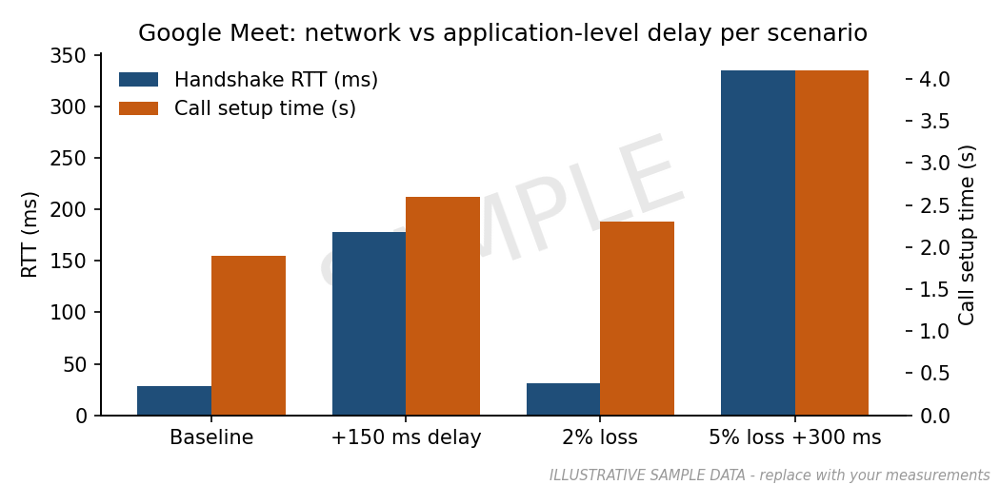 Google Meet: network vs application-level delay per scenario
Handshake RTT (ms)
Call setup time (s)
RTT (ms)
350
300
250
200
150
100
50
0
SAMPLE
4.0
3.5
3.0
2.5
2.0
1.5
1.0
0.5
0.0
Call setup time (s)
Baseline
+150 ms delay
2% loss
5% loss +300 ms
ILLUSTRATIVE SAMPLE DATA - replace with your measurements